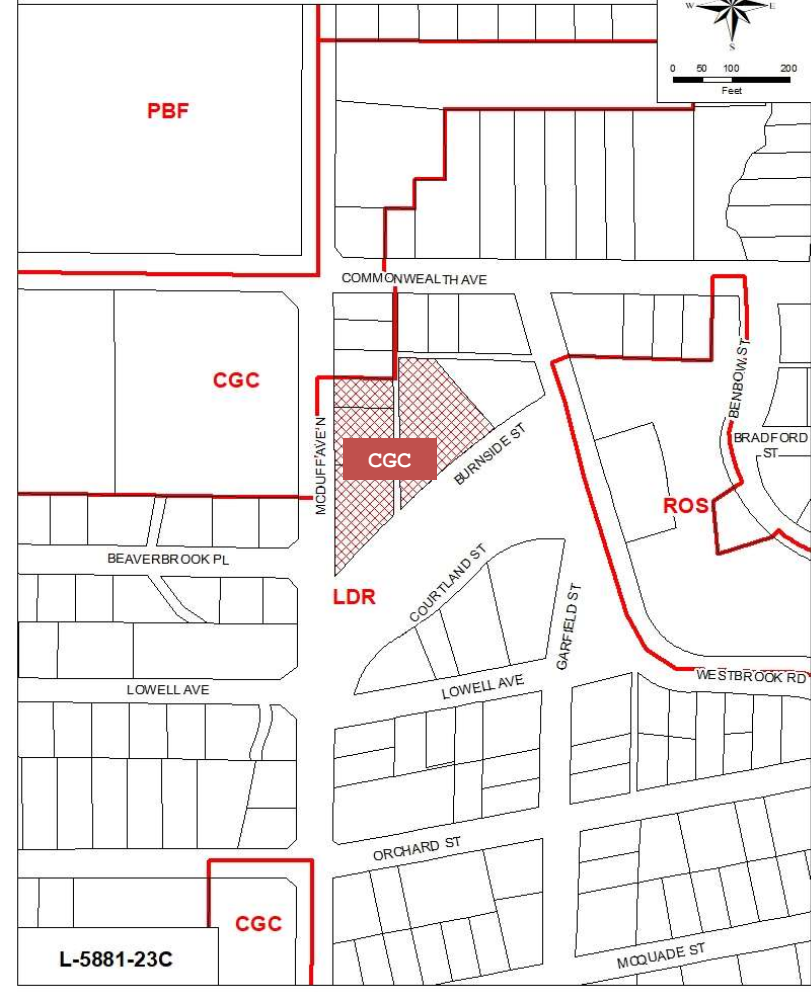 W E
S
0 50 100 200
Feet
PBF
COMMONWEALTH AVE
CGC
MCDUFF AVE N
CGC
BURNSIDE ST
BENBOW ST
BRADFORD
ST
ROS
BEAVERBROOK PL
LDR
COURTLAND ST
GARFIELD ST
LOWELL AVE
LOWELL AVE
WESTBROOK RD
ORCHARD ST
CGC
L-5881-23C
MCQUADE ST